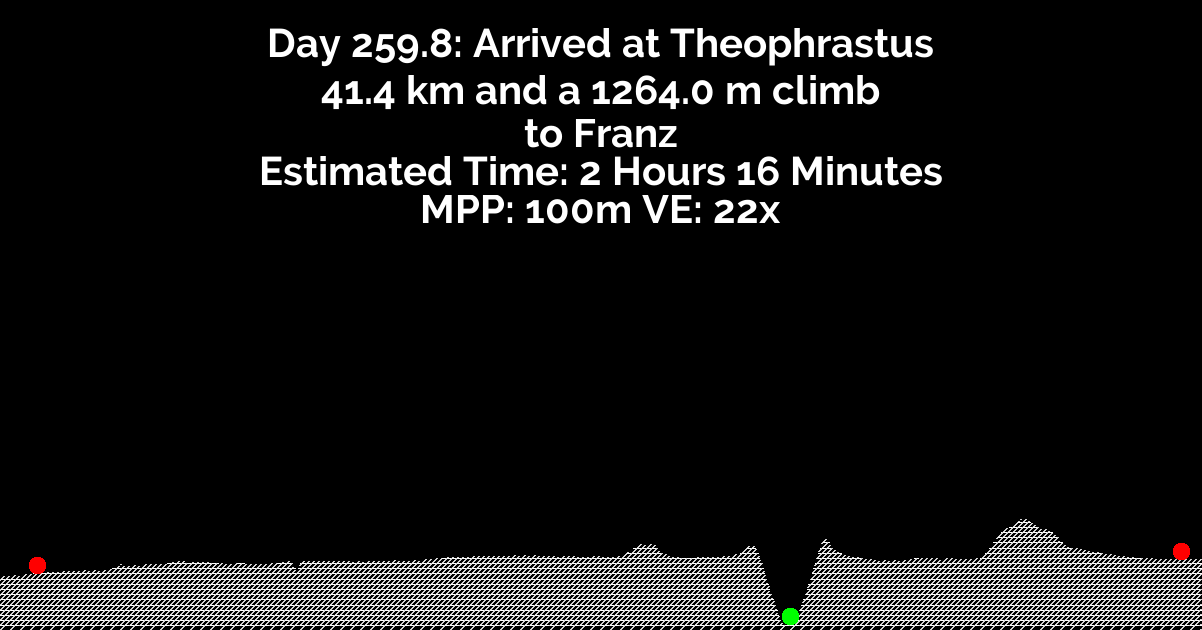 Day 259.8: Arrived at Theophrastus
41.4 km and a 1264.0 m climb
to Franz
Estimated Time: 2 Hours 16 Minutes
MPP: 100m VE: 22x